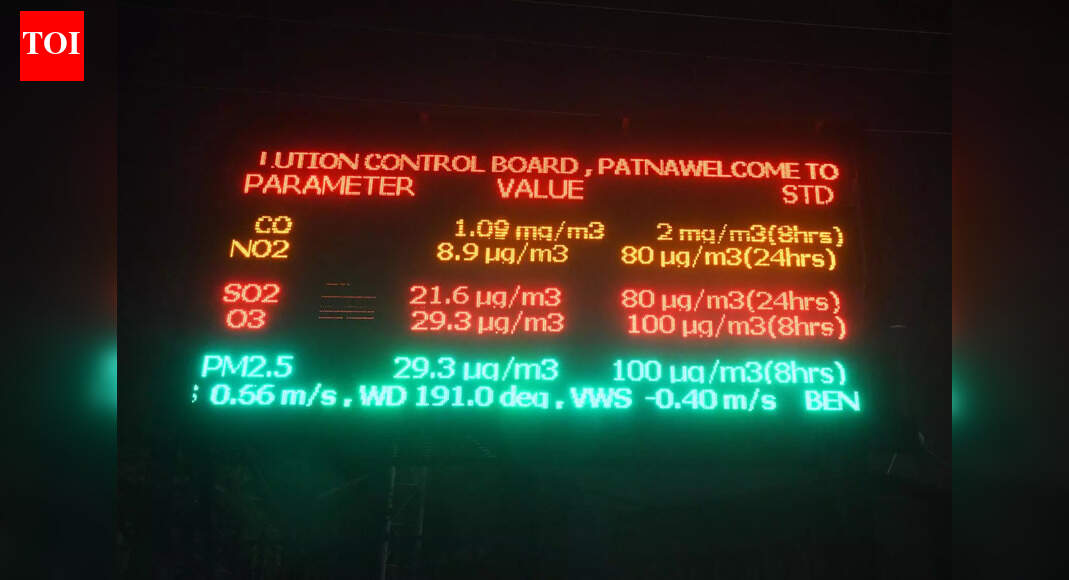 TOI
LUTION CONTROL BOARD , PATNAWELCOME TO
PARAMETER VALUE STD
CO 1.09 mg/m3 2 mg/m3(8hrs)
NO2 8.9 µg/m3 80 µg/m3(24hrs)
SO2 21.6 µg/m3 80 µg/m3(24hrs)
O3 29.3 µg/m3 100 µg/m3(8hrs)
PM2.5 29.3 µg/m3 100 µg/m3(8hrs)
0.66 m/s , WD 191.0 deg , VWS -0.40 m/s BEN